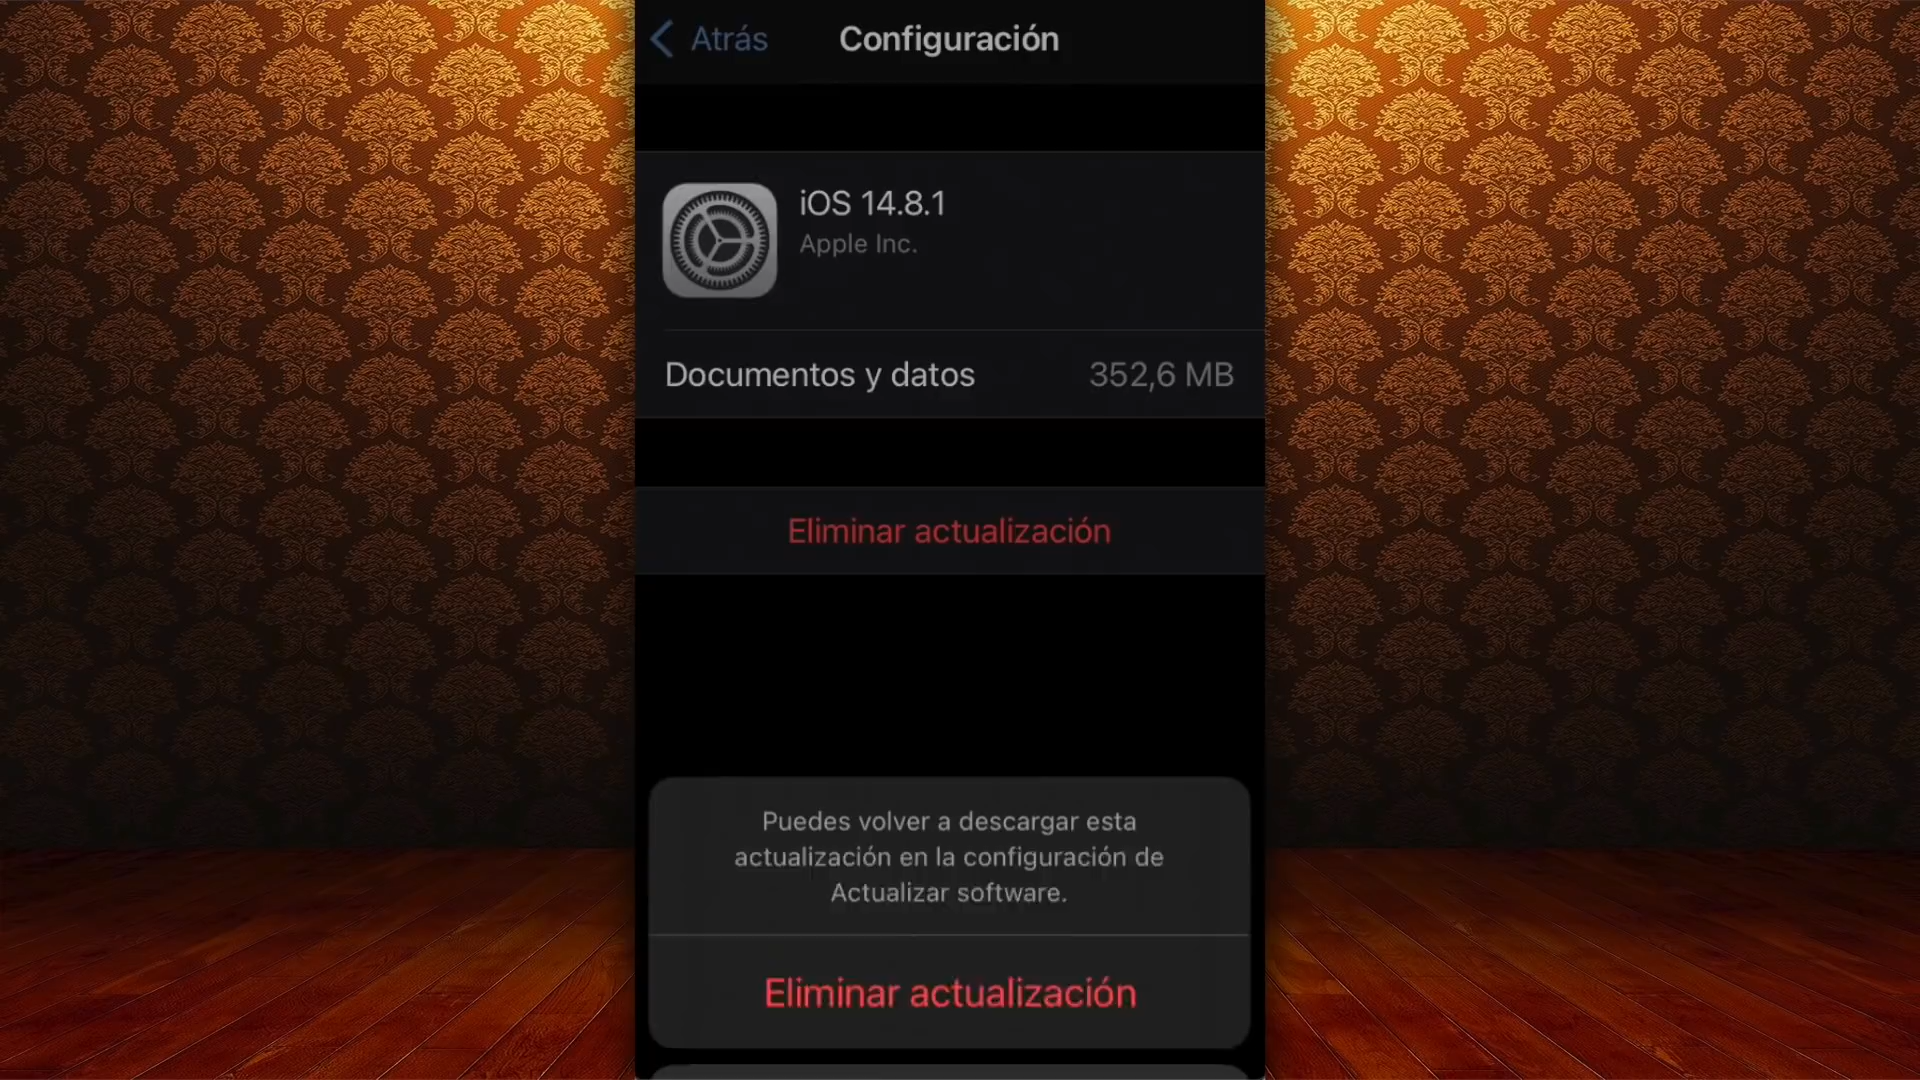 Atrás
Configuración
iOS 14.8.1
Apple Inc.
Documentos y datos 352,6 MB
Eliminar actualización
Puedes volver a descargar esta
actualización en la configuración de
Actualizar software.
Eliminar actualización